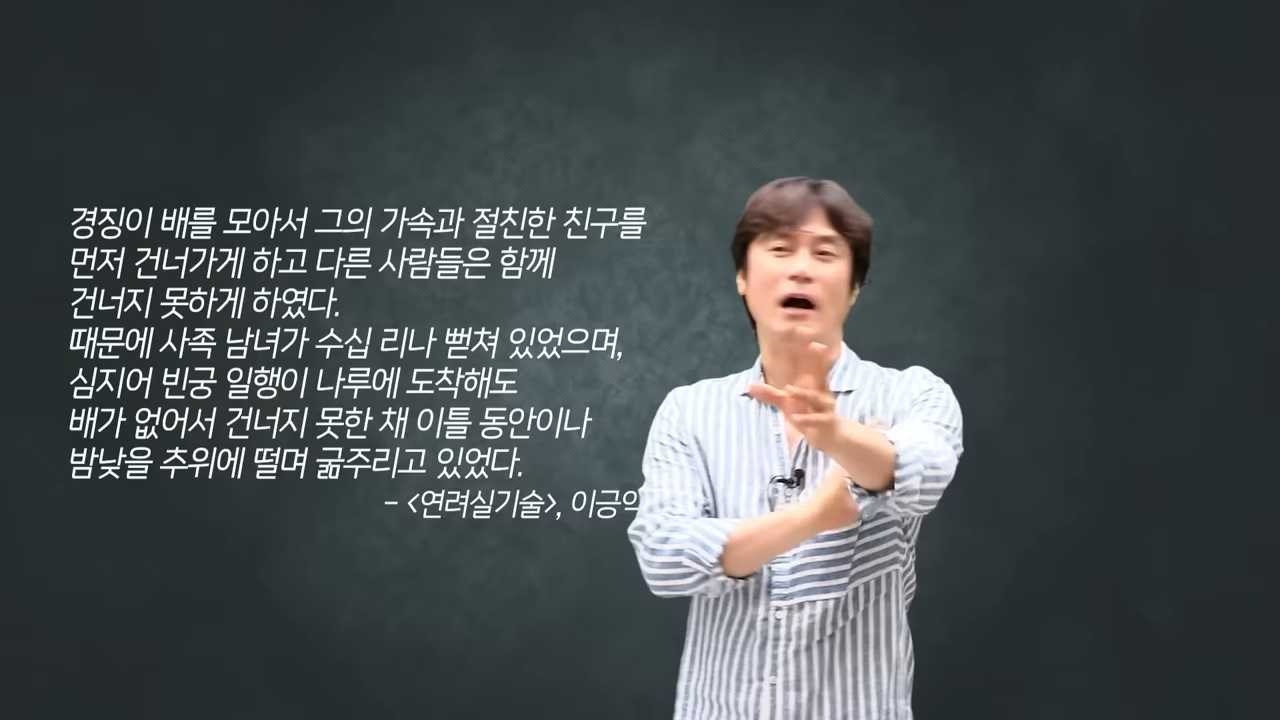 경징이 배를 모아서 그의 가속과 절친한 친구를
먼저 건너가게 하고 다른 사람들은 함께
건너지 못하게 하였다.
때문에 사족 남녀가 수십 리나 뻗쳐 있었으며,
심지어 빈궁 일행이 나루에 도착해도
배가 없어서 건너지 못한 채 이틀 동안이나
밤낮을 추위에 떨며 굶주리고 있었다.
- <연려실기술>,